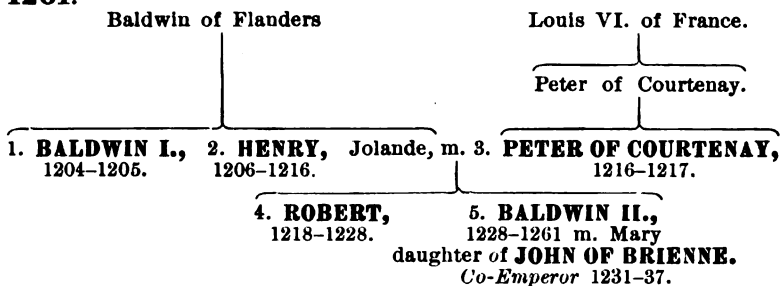 1261.
Baldwin of Flanders Louis VI. of France.
Peter of Courtenay.
1. BALDWIN I., 2. HENRY, Jolande, m. 3. PETER OF COURTENAY,
1204–1205. 1206–1216. 1216–1217.
4. ROBERT, 5. BALDWIN II.,
1218–1228. 1228–1261 m. Mary
daughter of JOHN OF BRIENNE.
Co-Emperor 1231–37.